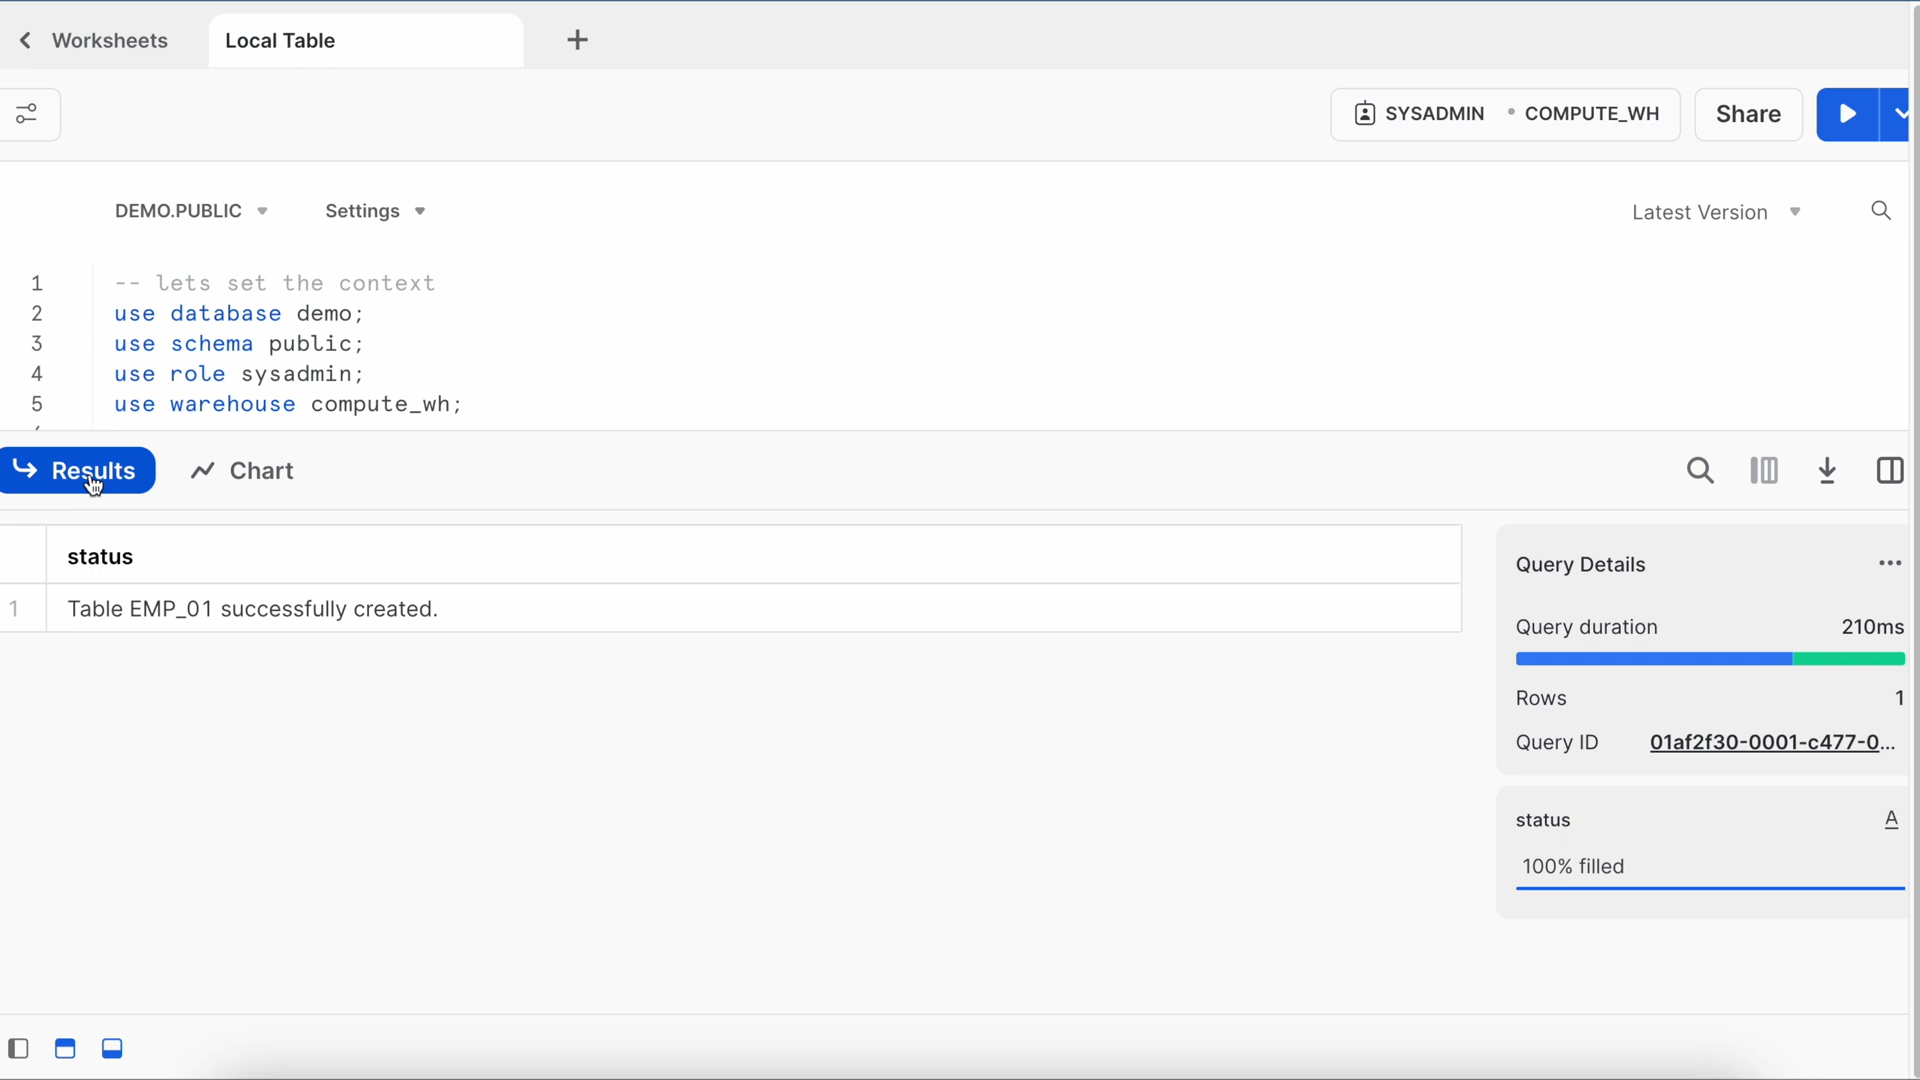 Worksheets
Local Table
SYSADMIN • COMPUTE_WH
Share
DEMO.PUBLIC
Settings
Latest Version
1 -- lets set the context
2 use database demo;
3 use schema public;
4 use role sysadmin;
5 use warehouse compute_wh;
Results
Chart
status
1 Table EMP_01 successfully created.
Query Details
...
Query duration 210ms
Rows 1
Query ID 01af2f30-0001-c477-0...
status A
100% filled